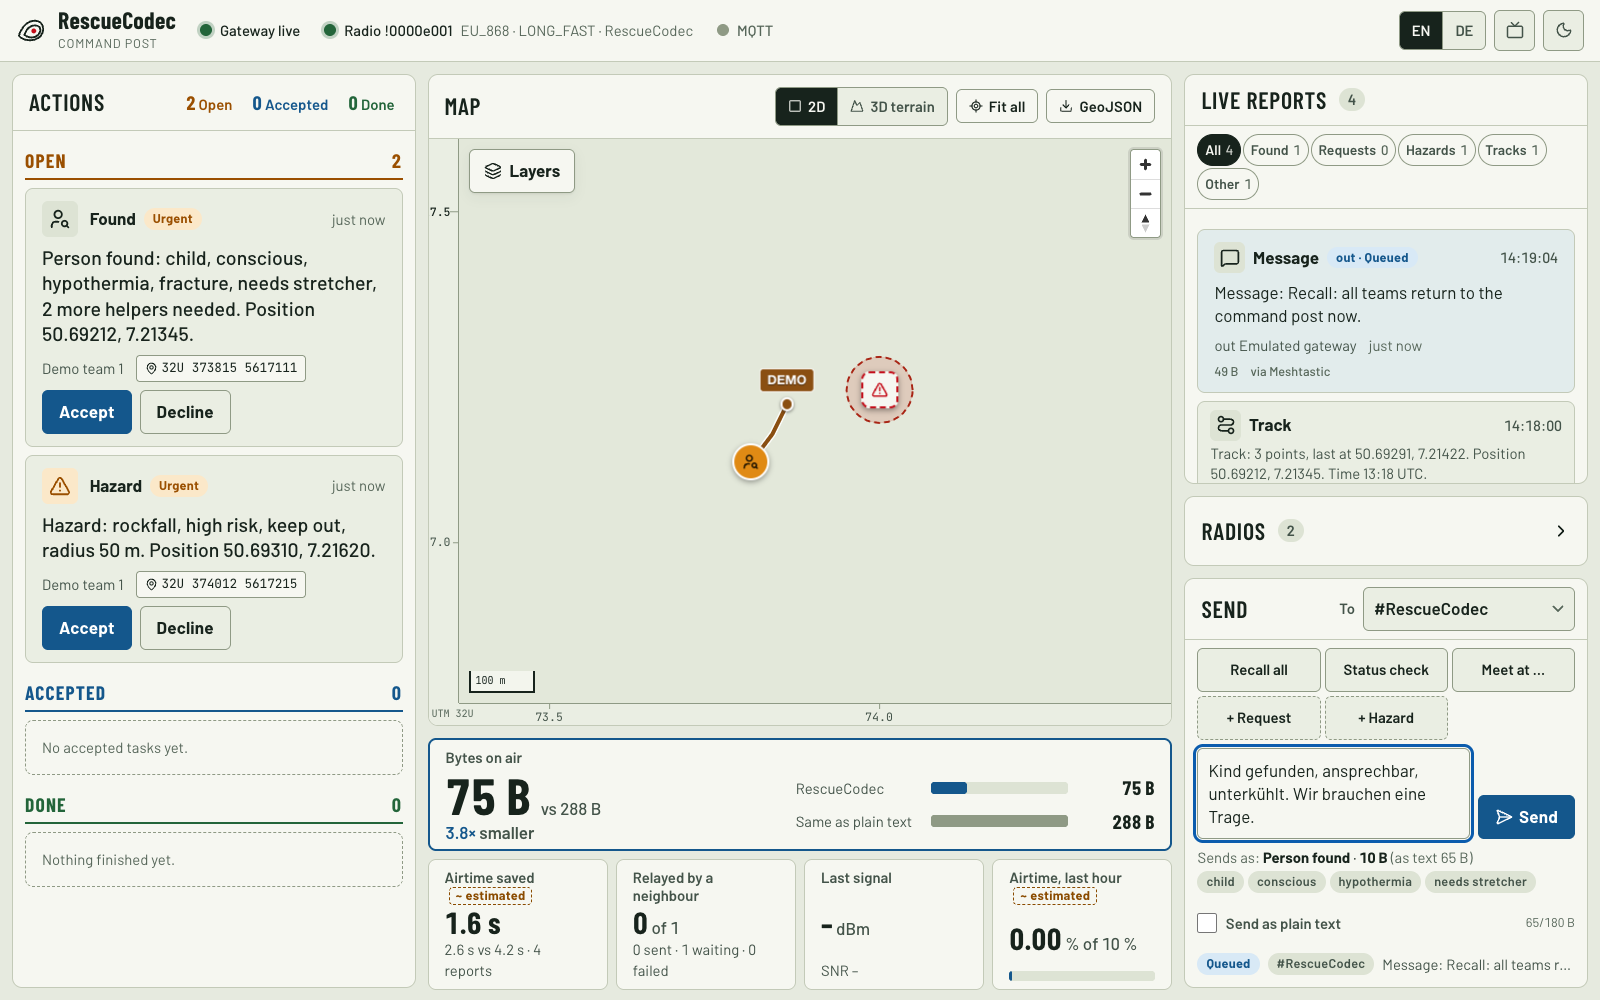 RescueCodec
COMMAND POST
Gateway live
Radio !0000e001 EU_868 · LONG_FAST · RescueCodec
MQTT
EN DE
ACTIONS
2 Open 0 Accepted 0 Done
OPEN 2
Found Urgent just now
Person found: child, conscious,
hypothermia, fracture, needs stretcher,
2 more helpers needed. Position
50.69212, 7.21345.
Demo team 1 32U 373815 5617111
Accept Decline
Hazard Urgent just now
Hazard: rockfall, high risk, keep out,
radius 50 m. Position 50.69310, 7.21620.
Demo team 1 32U 374012 5617215
Accept Decline
ACCEPTED 0
No accepted tasks yet.
DONE 0
Nothing finished yet.
MAP
2D 3D terrain Fit all GeoJSON
Layers
7.5
DEMO
7.0
100 m
UTM 32U 73.5 74.0
Bytes on air
75 B vs 288 B
3.8× smaller
RescueCodec 75 B
Same as plain text 288 B
Airtime saved
~ estimated
1.6 s
2.6 s vs 4.2 s · 4
reports
Relayed by a
neighbour
0 of 1
0 sent · 1 waiting · 0
failed
Last signal
– dBm
SNR –
Airtime, last hour
~ estimated
0.00 % of 10 %
LIVE REPORTS 4
All 4 Found 1 Requests 0 Hazards 1 Tracks 1
Other 1
Message out · Queued 14:19:04
Message: Recall: all teams return to the
command post now.
out Emulated gateway just now
49 B via Meshtastic
Track 14:18:00
Track: 3 points, last at 50.69291, 7.21422. Position
50.69212, 7.21345. Time 13:18 UTC.
RADIOS 2
SEND To #RescueCodec
Recall all Status check Meet at ...
+ Request + Hazard
Kind gefunden, ansprechbar,
unterkühlt. Wir brauchen eine
Trage.
Send
Sends as: Person found · 10 B (as text 65 B)
child conscious hypothermia needs stretcher
Send as plain text 65/180 B
Queued #RescueCodec Message: Recall: all teams r...